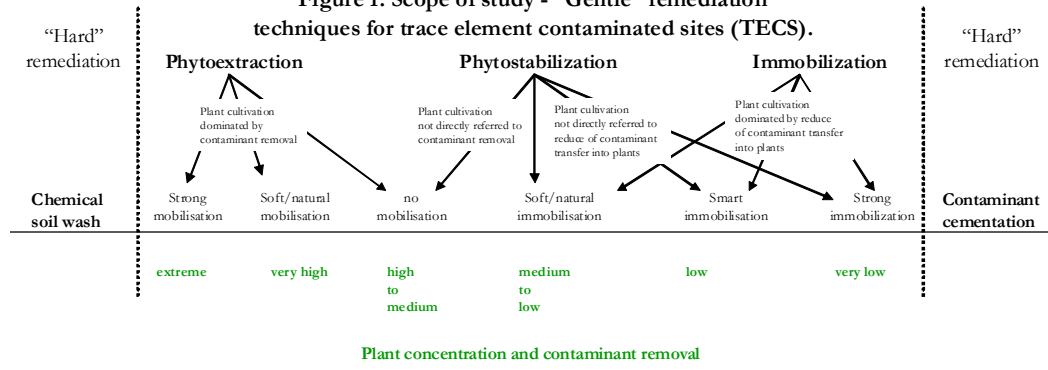 Figure 1. Scope of study - "Gentle" remediation
techniques for trace element contaminated sites (TECS).
“Hard”
remediation
“Hard”
remediation
Phytoextraction
Phytostabilization
Immobilization
Plant cultivation
dominated by
contaminant removal
Plant cultivation
not directly referred to
contaminant removal
Plant cultivation
not directly referred to
reduce of contaminant
transfer into plants
Plant cultivation
dominated by reduce
of contaminant transfer
into plants
Chemical
soil wash
Strong
mobilisation
Soft/natural
mobilisation
no
mobilisation
Soft/natural
immobilisation
Smart
immobilisation
Strong
immobilization
Contaminant
cementation
extreme
very high
high
to
medium
medium
to
low
low
very low
Plant concentration and contaminant removal